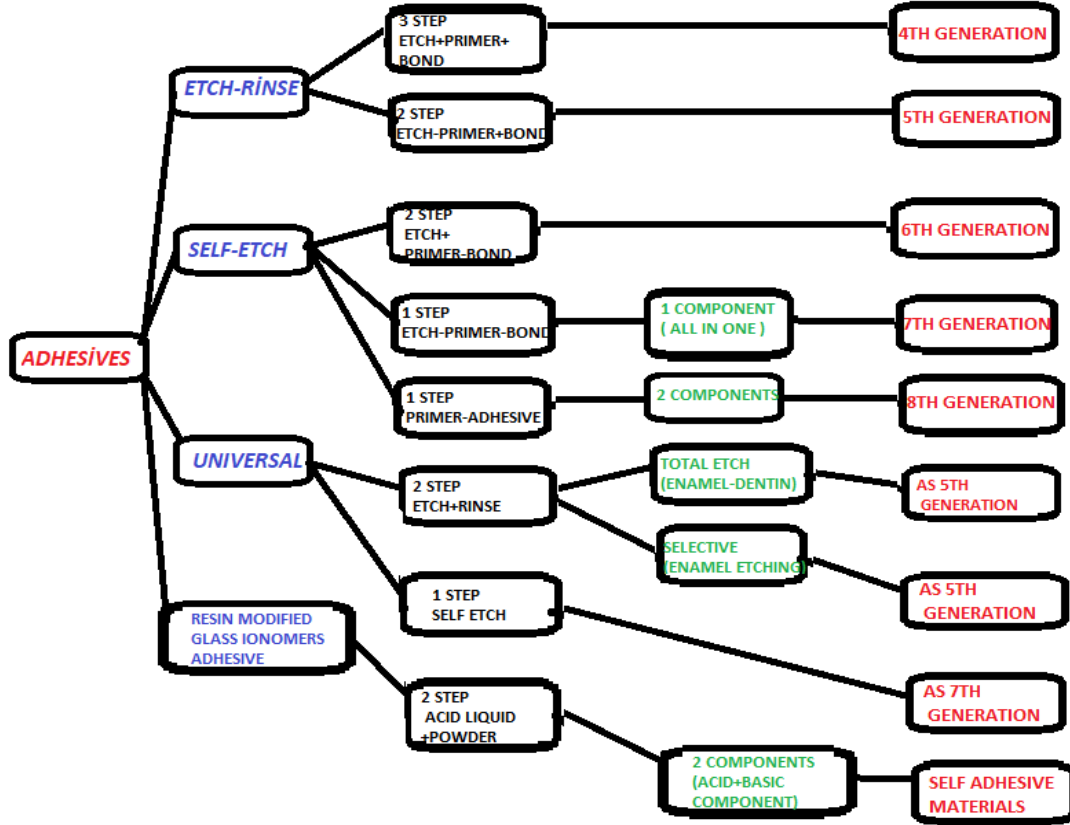 3 STEP
ETCH+PRIMER+
BOND
4TH GENERATION
ETCH-RİNSE
2 STEP
ETCH-PRIMER+BOND
5TH GENERATION
2 STEP
ETCH+
PRIMER-BOND
6TH GENERATION
SELF-ETCH
1 STEP
ETCH-PRIMER-BOND
1 COMPONENT
( ALL IN ONE )
7TH GENERATION
ADHESİVES
1 STEP
PRIMER-ADHESIVE
2 COMPONENTS
8TH GENERATION
UNIVERSAL
2 STEP
ETCH+RINSE
TOTAL ETCH
(ENAMEL-DENTIN)
AS 5TH
GENERATION
SELECTIVE
(ENAMEL ETCHING)
AS 5TH
GENERATION
1 STEP
SELF ETCH
AS 7TH
GENERATION
RESIN MODIFIED
GLASS IONOMERS
ADHESIVE
2 STEP
ACID LIQUID
+POWDER
2 COMPONENTS
(ACID+BASIC
COMPONENT)
SELF ADHESIVE
MATERIALS